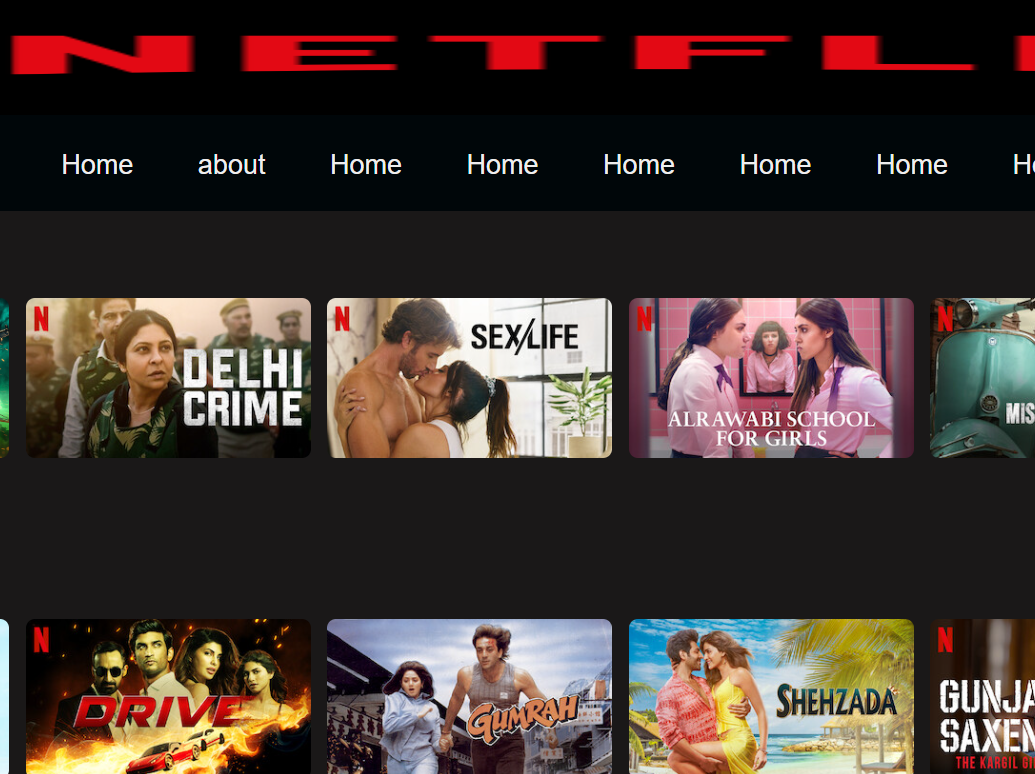 NETFL
Home about Home Home Home Home Home
N
DELHI
CRIME
N
SEX/LIFE
N
ALRAWABI SCHOOL
FOR GIRLS
N
MIS
N
DRIVE
GUMRAH
SHEHZADA
N
GUNJA
SAXEN
THE KARGIL GI